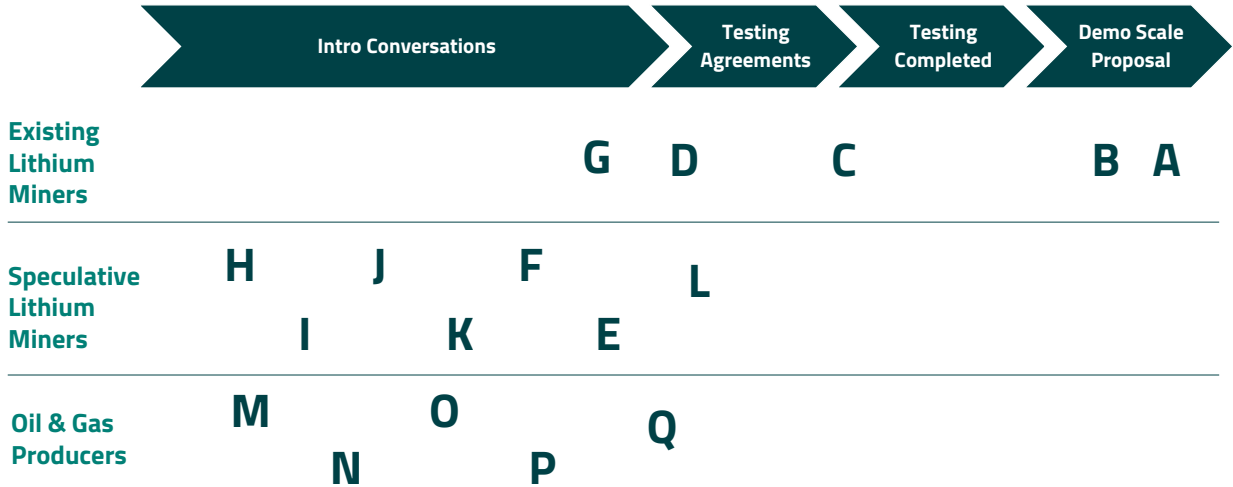 Intro Conversations
Testing
Agreements
Testing
Completed
Demo Scale
Proposal
Existing
Lithium
Miners
G D C B A
Speculative
Lithium
Miners
H J F L
I K E
Oil & Gas
Producers
M O Q
N P